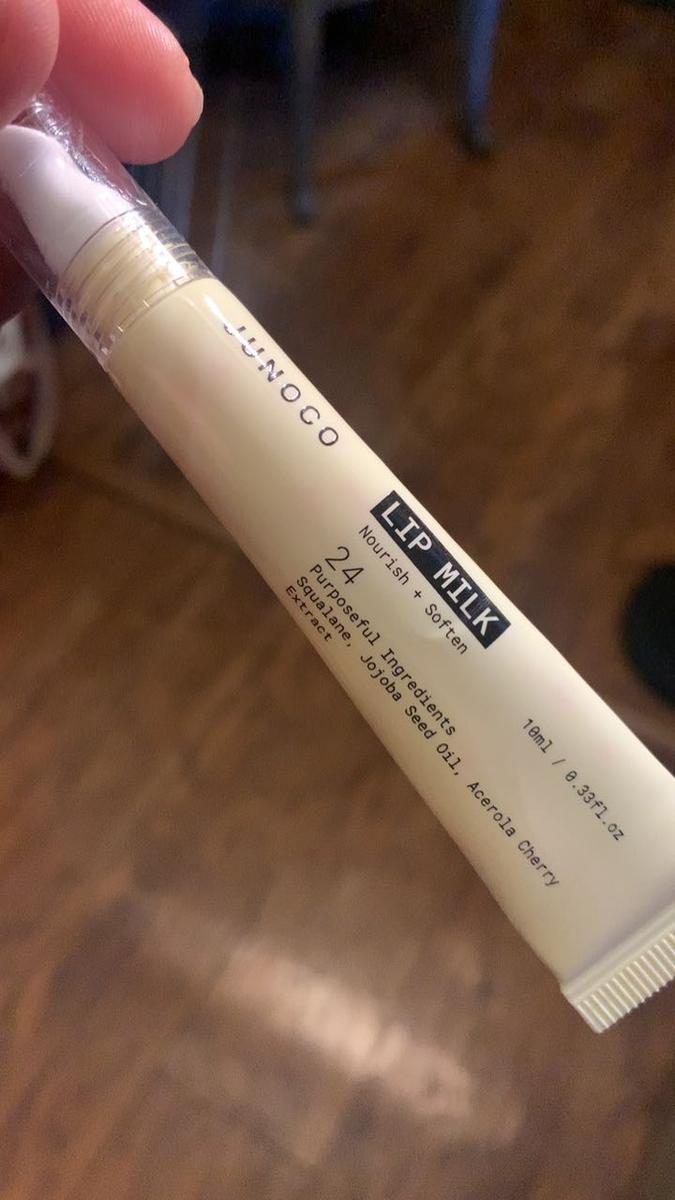 JUNOCO
LIP MILK
Nourish + Soften
24
Purposeful Ingredients
Squalane, Jojoba Seed Oil, Acerola Cherry
Extract
10ml / 0.33fl.oz